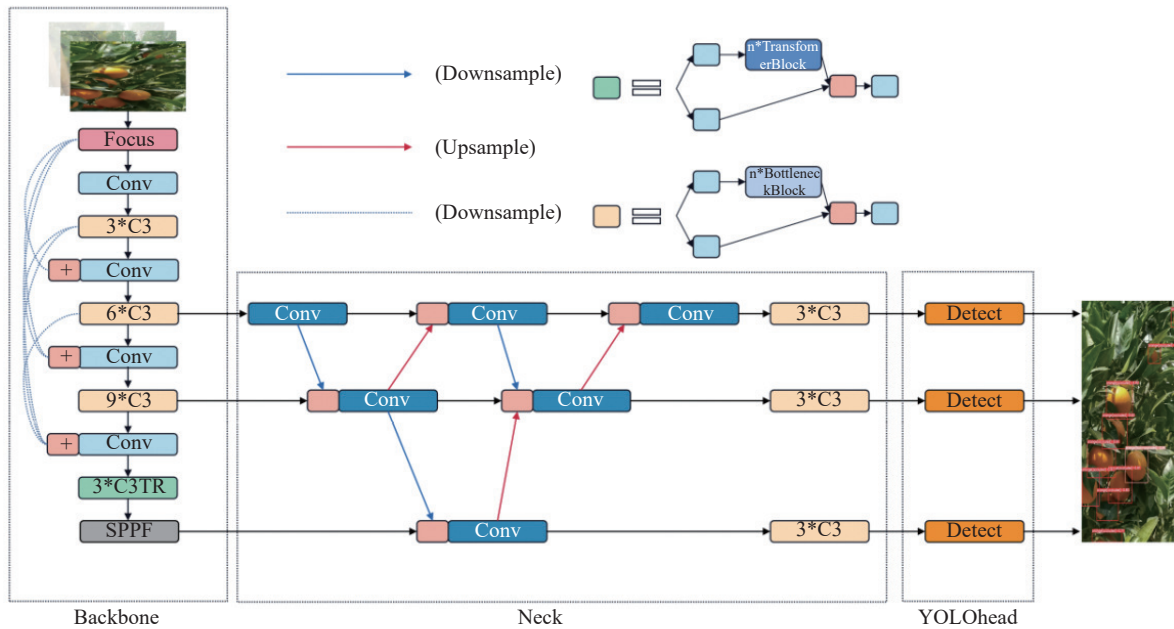 Focus
Conv
3*C3
+ Conv
6*C3
+ Conv
9*C3
+ Conv
3*C3TR
SPPF
Backbone
(Downsample)
(Upsample)
(Downsample)
n*Transfom
erBlock
n*Bottlenec
kBlock
Conv Conv Conv 3*C3
Conv Conv 3*C3
Conv 3*C3
Neck
Detect
Detect
Detect
YOLOhead